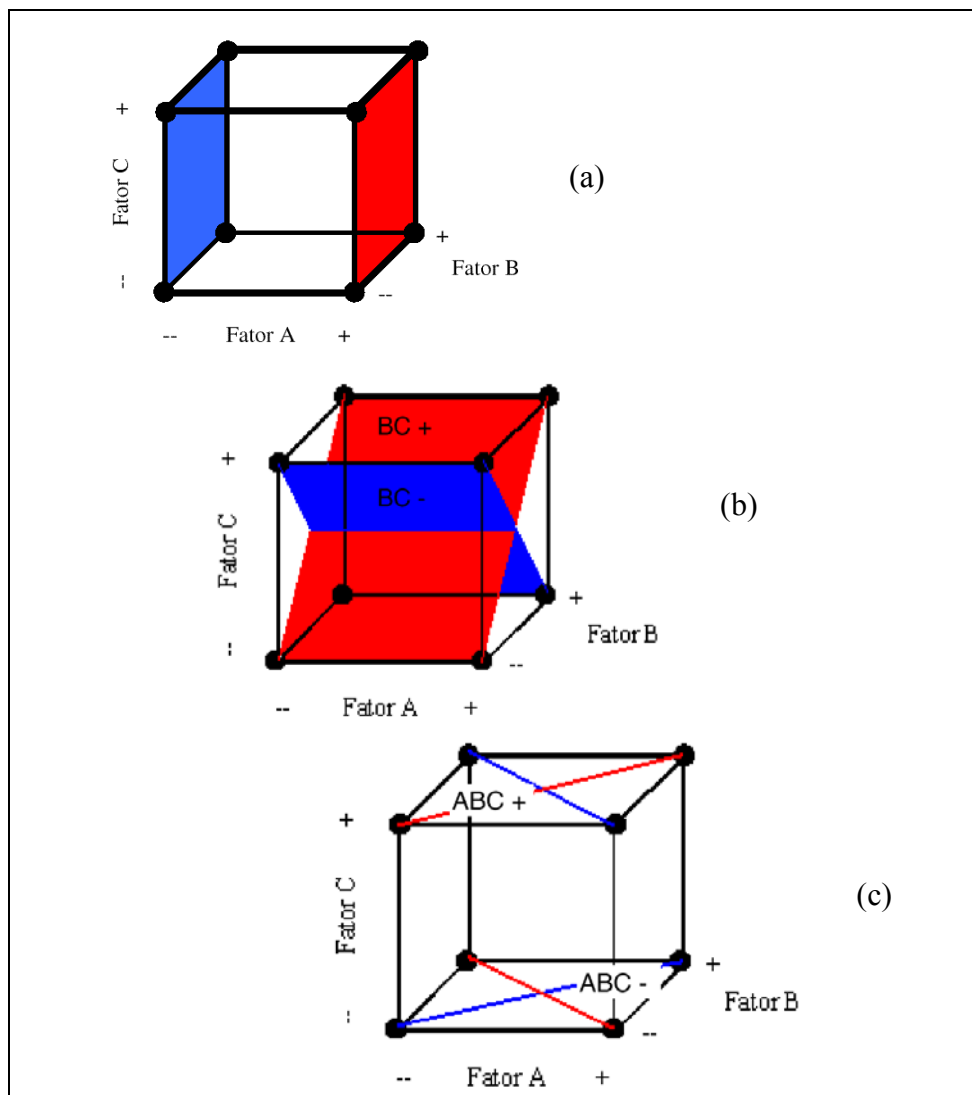 +
Fator C
(a)
+
Fator B
--
--
-- Fator A +
BC +
+
BC -
(b)
Fator C
+
Fator B
--
--
-- Fator A +
ABC +
+
Fator C
(c)
+
ABC -
Fator B
--
--
-- Fator A +